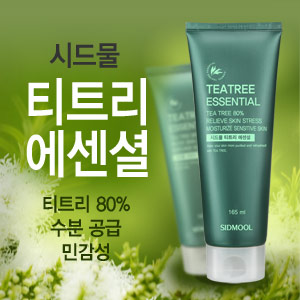 시드물
티트리
에센셜
티트리 80%
수분 공급
민감성
TEATREE
ESSENTIAL
TEA TREE 80%
RELIEVE SKIN STRESS
MOISTURIZE SENSITIVE SKIN
시드물 티트리 에센셜
165 ml
SIDMOOL